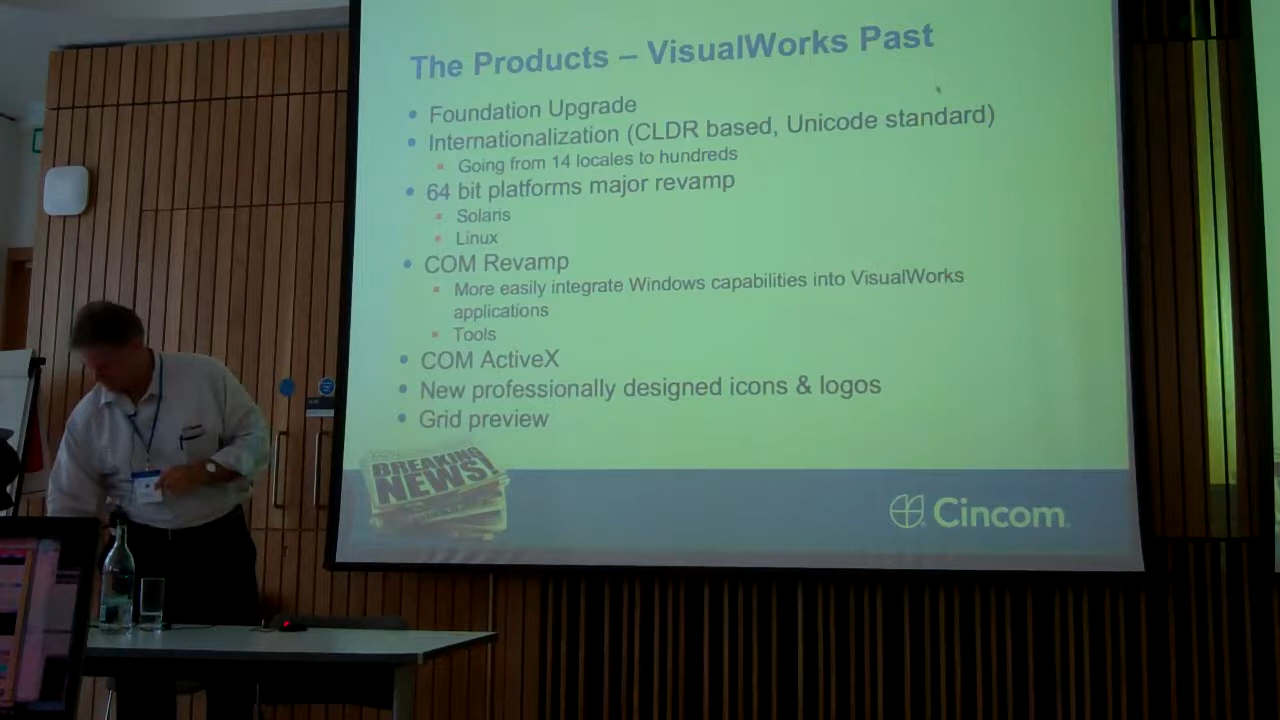 The Products – VisualWorks Past
• Foundation Upgrade
• Internationalization (CLDR based, Unicode standard)
▪ Going from 14 locales to hundreds
• 64 bit platforms major revamp
▪ Solaris
▪ Linux
• COM Revamp
▪ More easily integrate Windows capabilities into VisualWorks
applications
▪ Tools
• COM ActiveX
• New professionally designed icons & logos
• Grid preview
BREAKING
NEWS!
Cincom